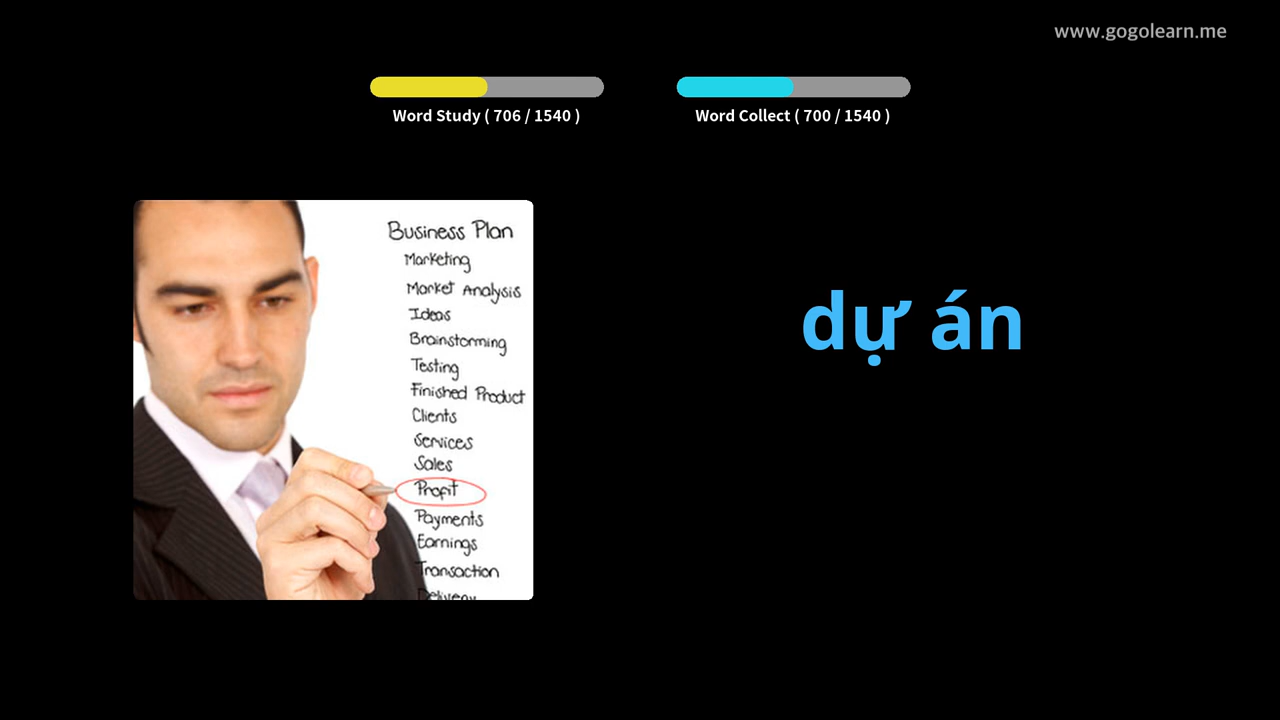 www.gogolearn.me
Word Study ( 706 / 1540 )
Word Collect ( 700 / 1540 )
Business Plan
Marketing
Market Analysis
Ideas
Brainstorming
Testing
Finished Product
Clients
Services
Sales
Profit
Payments
Earnings
Transaction
Delivery
dự án